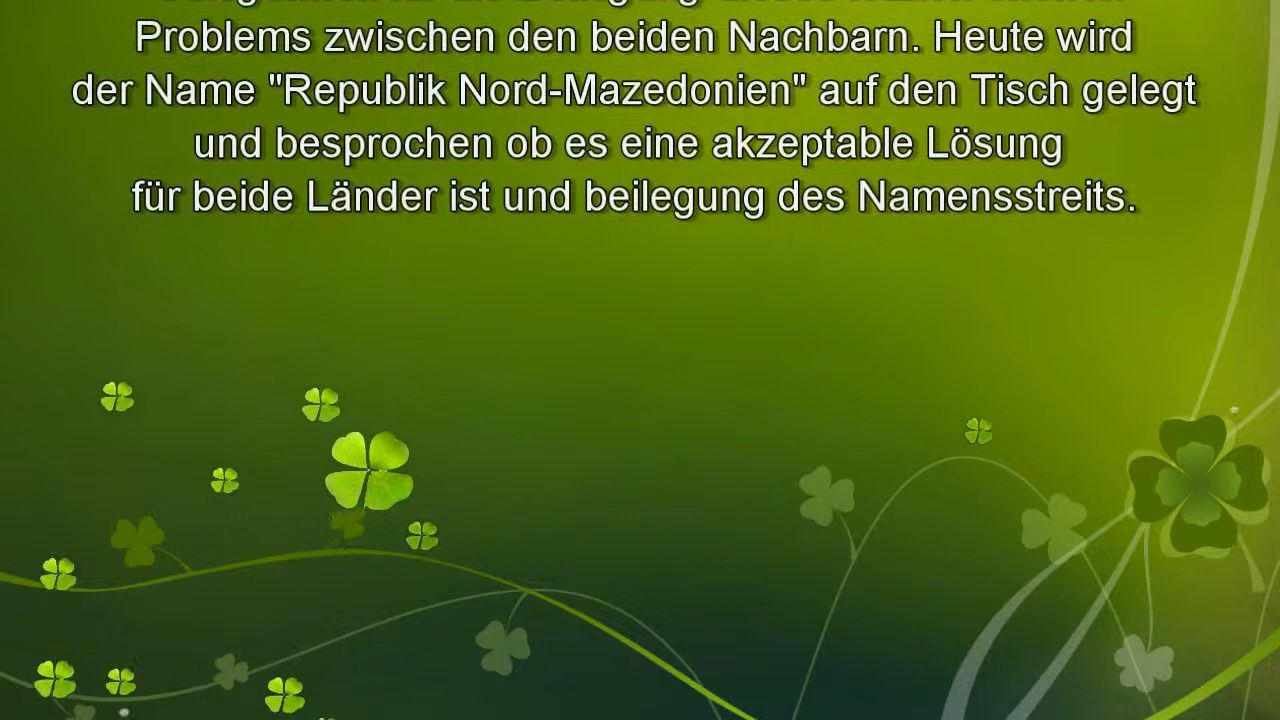 Problems zwischen den beiden Nachbarn. Heute wird
der Name "Republik Nord-Mazedonien" auf den Tisch gelegt
und besprochen ob es eine akzeptable Lösung
für beide Länder ist und beilegung des Namensstreits.